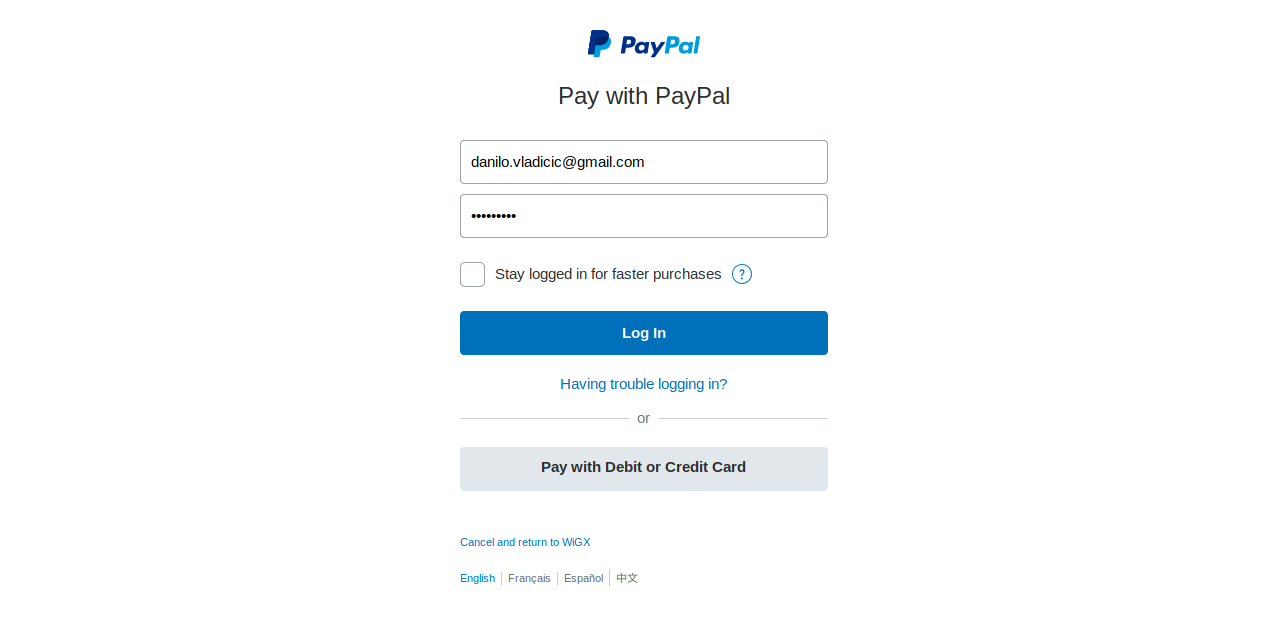 PayPal
Pay with PayPal
danilo.vladicic@gmail.com
•••••••••
Stay logged in for faster purchases ?
Log In
Having trouble logging in?
or
Pay with Debit or Credit Card
Cancel and return to WiGX
English | Français | Español | 中文